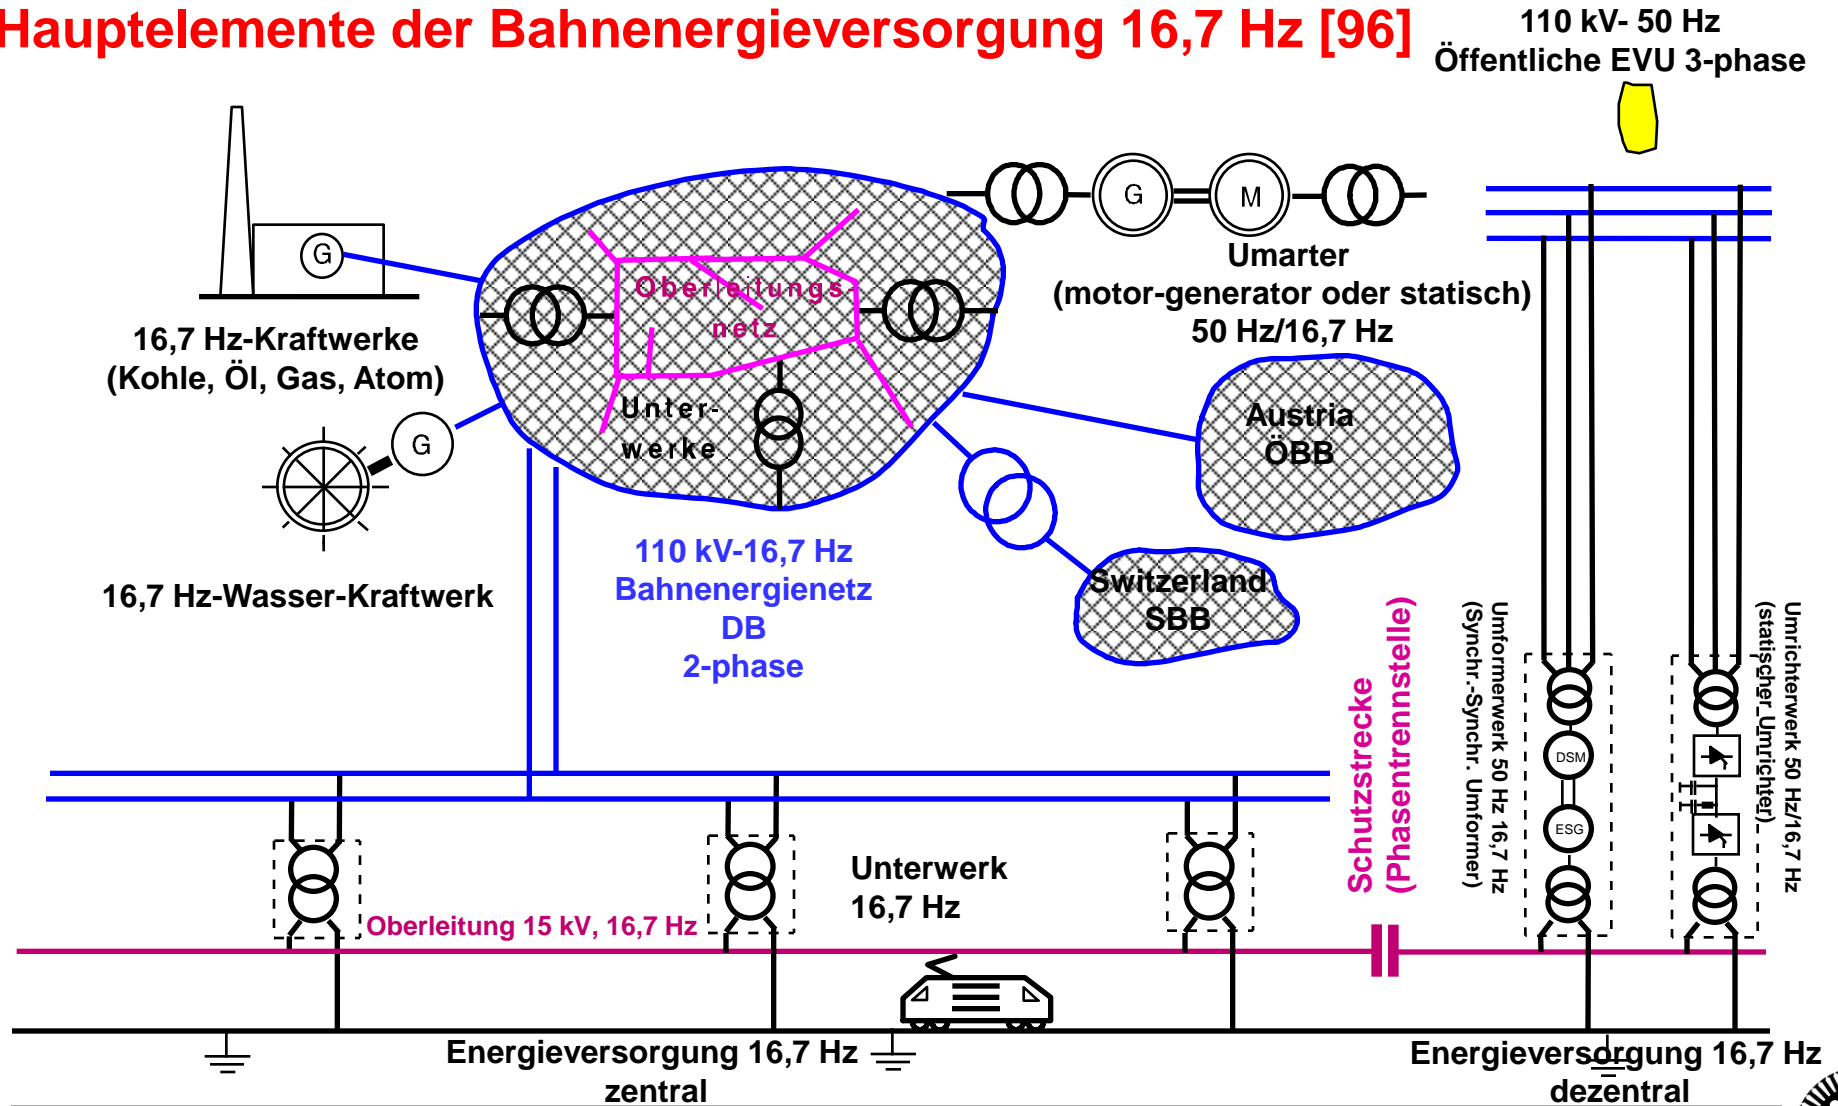 Hauptelemente der Bahnenergieversorgung 16,7 Hz [96]
110 kV- 50 Hz
Öffentliche EVU 3-phase
G
G
M
Umarter
(motor-generator oder statisch)
50 Hz/16,7 Hz
Oberleitungs-
netz
16,7 Hz-Kraftwerke
(Kohle, Öl, Gas, Atom)
Unter-
werke
G
Austria
ÖBB
16,7 Hz-Wasser-Kraftwerk
110 kV-16,7 Hz
Bahnenergienetz
DB
2-phase
Switzerland
SBB
Schutzstrecke
(Phasentrennstelle)
Umformerwerk 50 Hz 16,7 Hz
(Synchr.-Synchr. Umformer)
Umrichterwerk 50 Hz/16,7 Hz
(statischer Umrichter)
DSM
ESG
Unterwerk
16,7 Hz
Oberleitung 15 kV, 16,7 Hz
Energieversorgung 16,7 Hz
zentral
Energieversorgung 16,7 Hz
dezentral